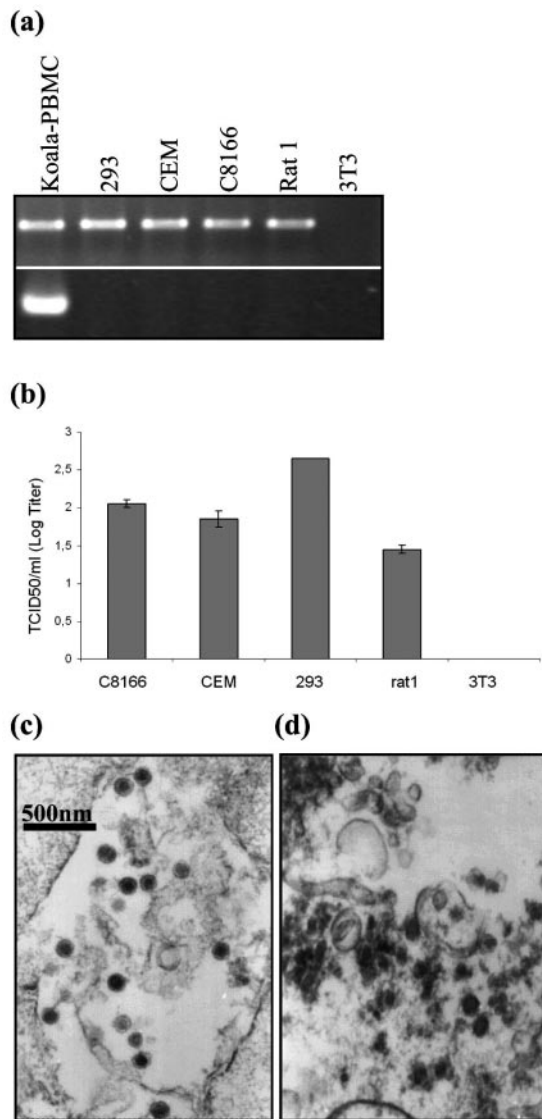 (a)
Koala-PBMC
293
CEM
C8166
Rat 1
3T3
(b)
3
2,5
2
1,5
1
0,5
0
TCID50/ml (Log Titer)
C8166 CEM 293 rat1 3T3
(c) (d)
500nm